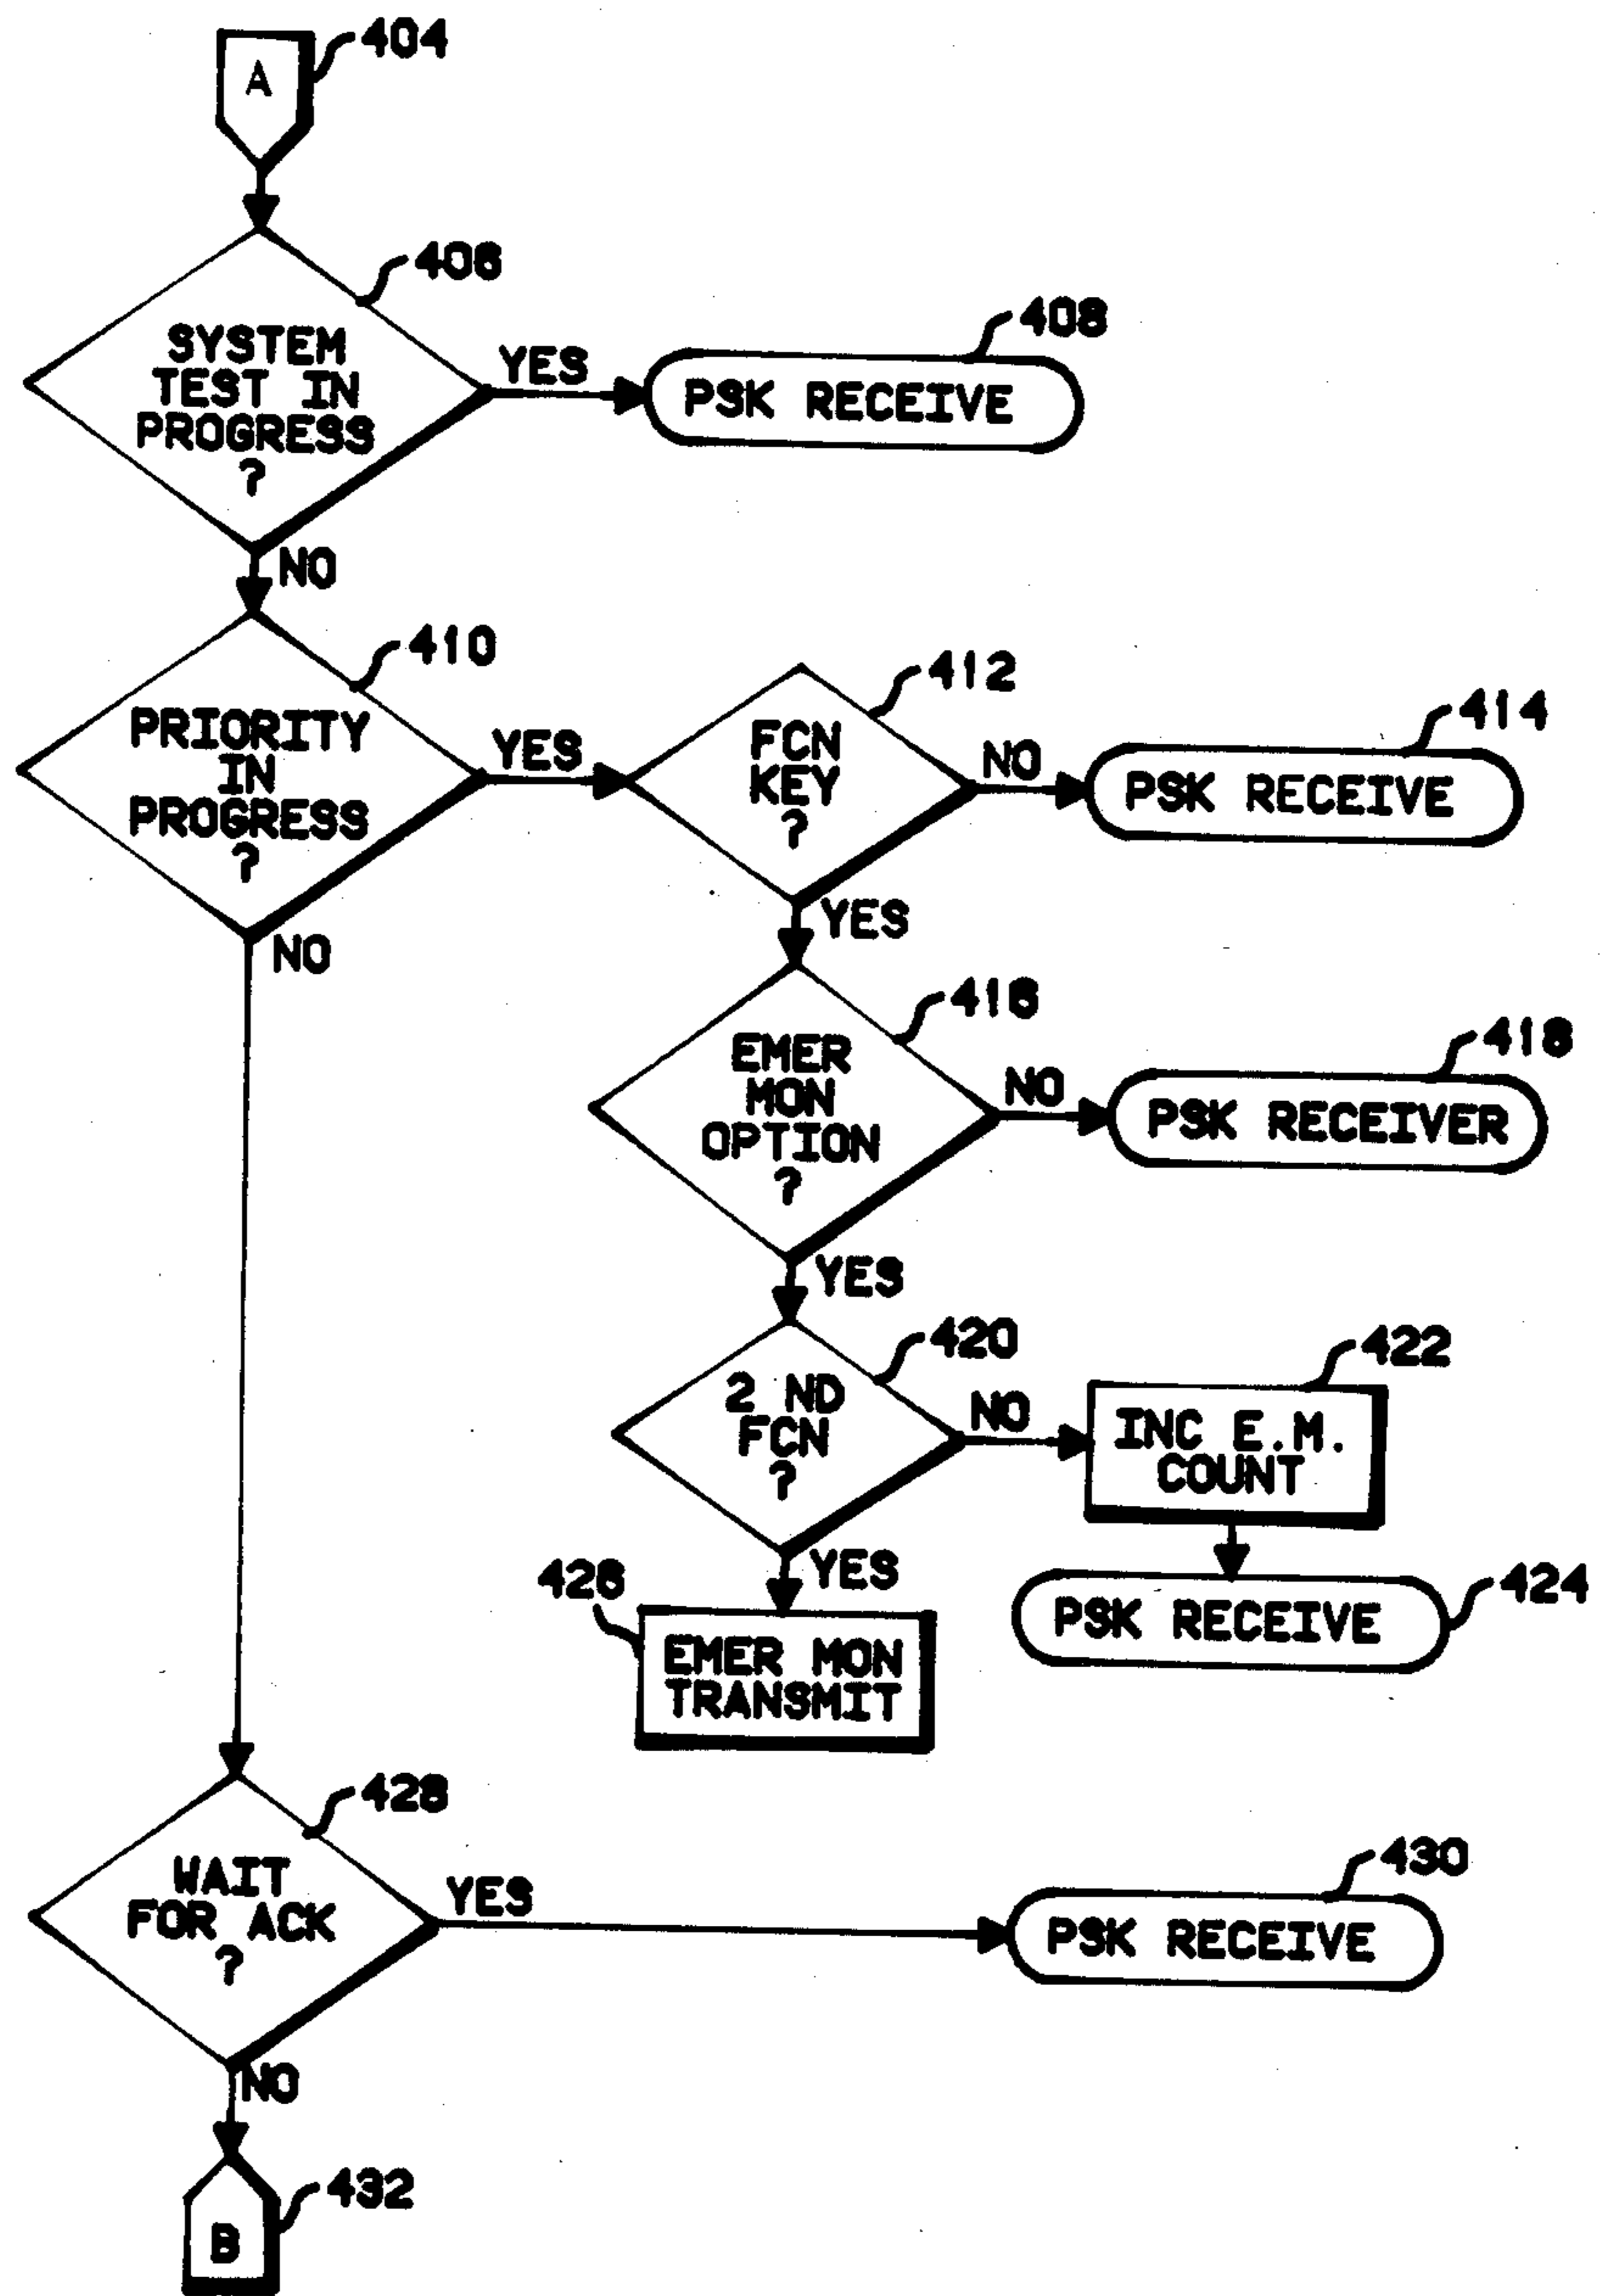 A
404
406
SYSTEM
TEST IN
PROGRESS
?
YES
408
PSK RECEIVE
NO
410
PRIORITY
IN
PROGRESS
?
YES
412
FCN
KEY
?
NO
414
PSK RECEIVE
NO
YES
416
EMER
MON
OPTION
?
NO
418
PSK RECEIVER
YES
420
2 ND
FCN
?
NO
422
INC E.M.
COUNT
424
PSK RECEIVE
YES
426
EMER MON
TRANSMIT
428
WAIT
FOR ACK
?
YES
430
PSK RECEIVE
NO
432
B